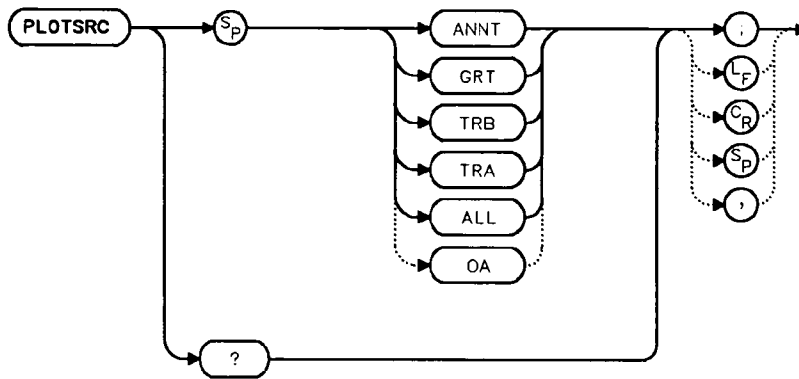 PLOTSRC
SP
ANNT
;
GRT
LF
TRB
CR
TRA
SP
ALL
,
OA
?